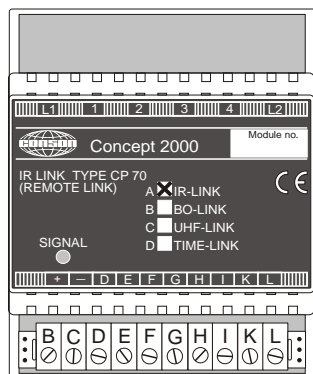 L1 1 2 3 4 L2
CONSON Concept 2000 Module no.
IR LINK TYPE CP 70
(REMOTE LINK)
A IR-LINK
B BO-LINK
C UHF-LINK
D TIME-LINK
CE
SIGNAL
+ – D E F G H I K L
B C D E F G H I K L